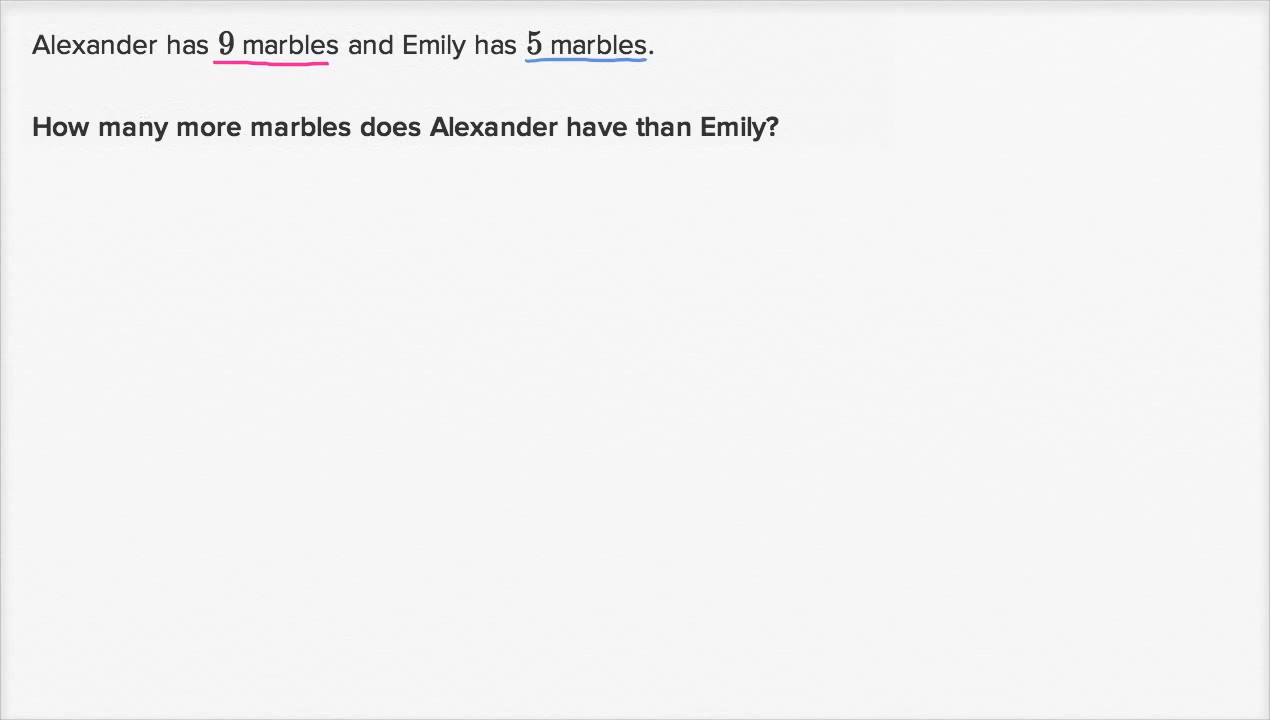 Alexander has 9 marbles and Emily has 5 marbles.
How many more marbles does Alexander have than Emily?